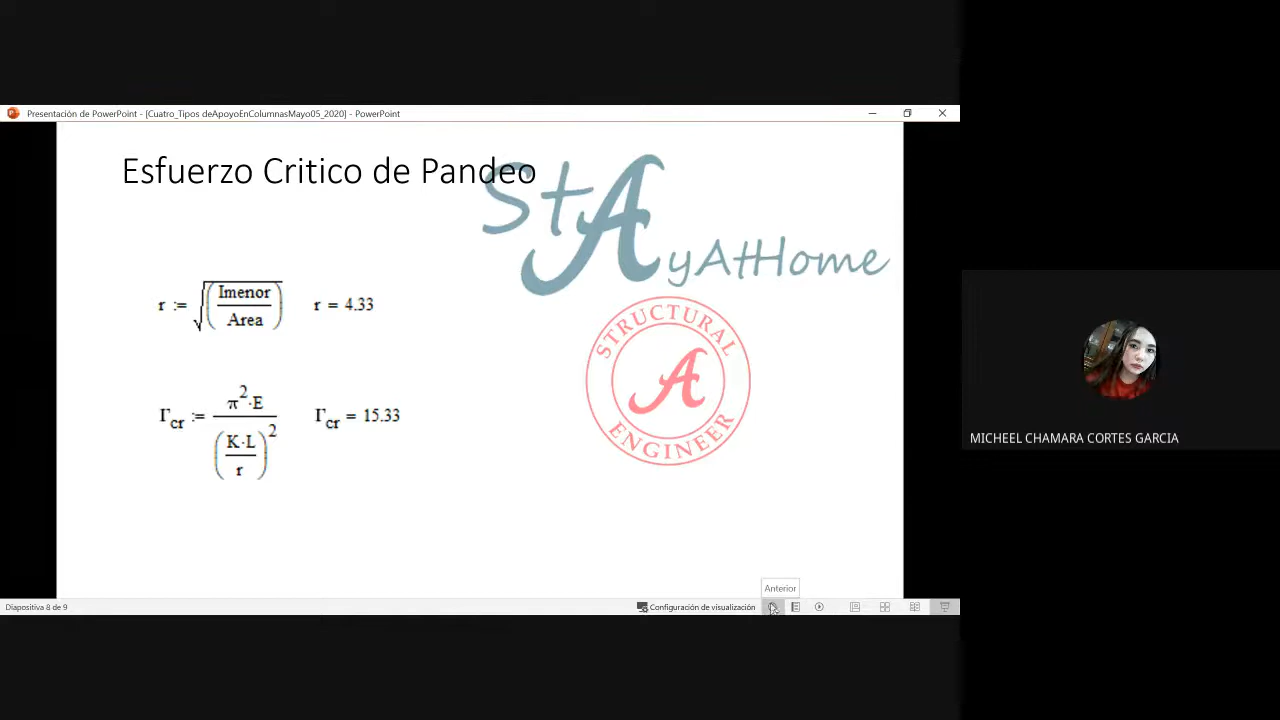 Presentación de PowerPoint - [Cuatro_Tipos deApoyoEnColumnasMayo05_2020] - PowerPoint
Esfuerzo Critico de Pandeo
StAyAtHome
r := √(Imenor/Area) r = 4.33
STRUCTURAL
A
ENGINEER
Γcr := π²·E/(K·L/r)² Γcr = 15.33
MICHEEL CHAMARA CORTES GARCIA
Anterior
Diapositiva 8 de 9
Configuración de visualización